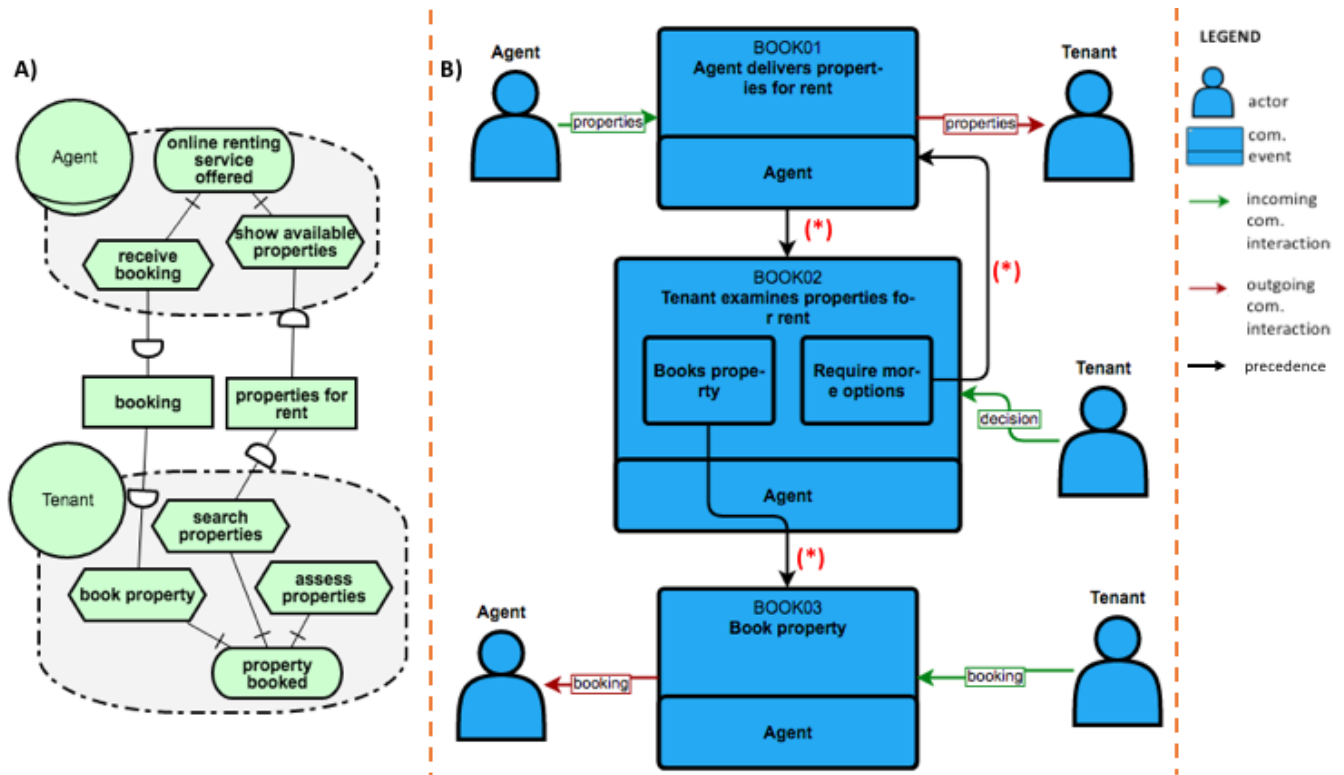 A)
Agent
online renting
service
offered
receive
booking
show available
properties
booking
properties for
rent
Tenant
search
properties
book property
assess
properties
property
booked
B)
Agent
properties
BOOK01
Agent delivers propert-
ies for rent
Agent
properties
Tenant
(*)
(*)
BOOK02
Tenant examines properties fo-
r rent
Books prope-
rty
Require mor-
e options
Agent
decision
Tenant
(*)
Agent
booking
BOOK03
Book property
Agent
booking
Tenant
LEGEND
actor
com.
event
incoming
com.
interaction
outgoing
com.
interaction
precedence